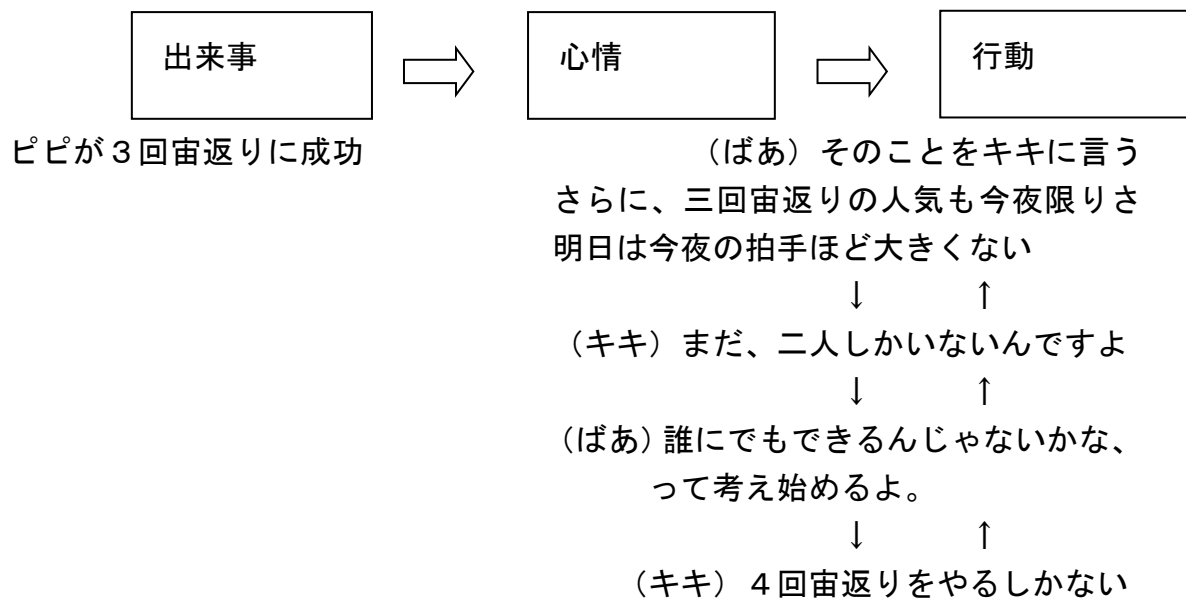 出来事
心情
行動
ピピが３回宙返りに成功
（ばあ）そのことをキキに言う
さらに、三回宙返りの人気も今夜限りさ
明日は今夜の拍手ほど大きくない
↓ ↑
（キキ）まだ、二人しかいないんですよ
↓ ↑
（ばあ）誰にでもできるんじゃないかな、
って考え始めるよ。
↓ ↑
（キキ）４回宙返りをやるしかない